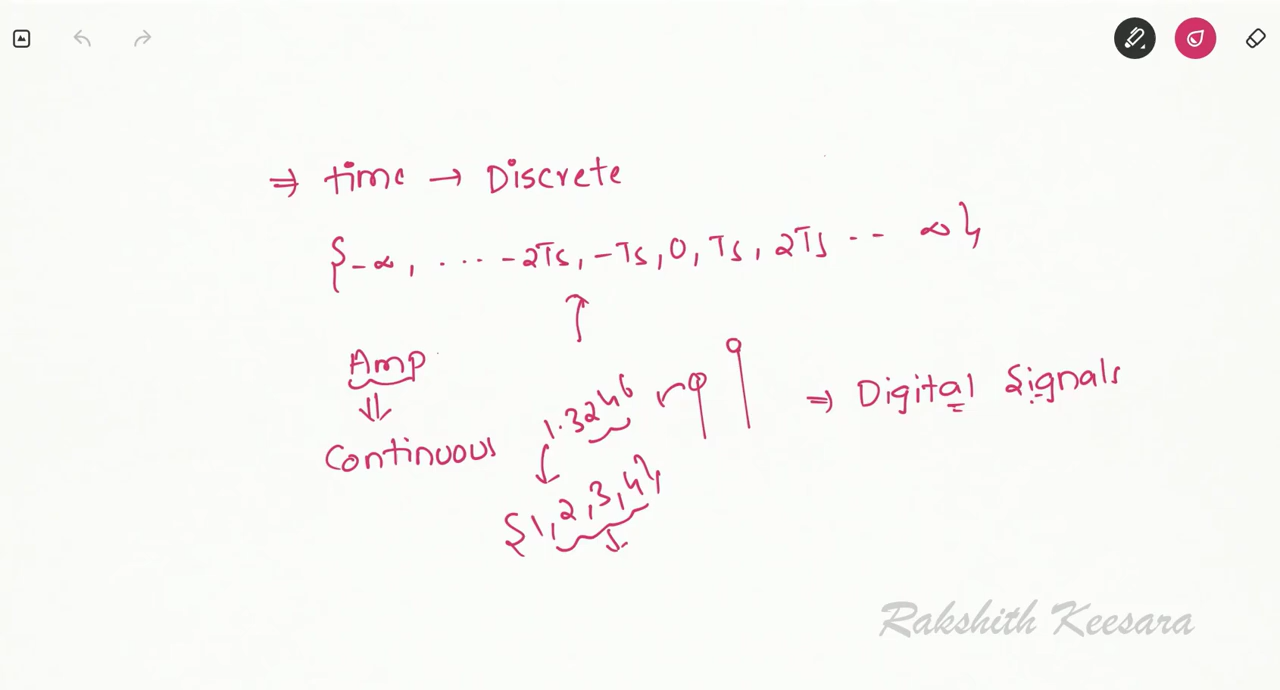 ⇒ time → Discrete
{-∞, .... -2Ts, -Ts, 0, Ts, 2Ts -- ∞}
Amp
⇓
Continuous
1.3246
{1, 2, 3, 4}
⇒ Digital Signals
Rakshith Keesara